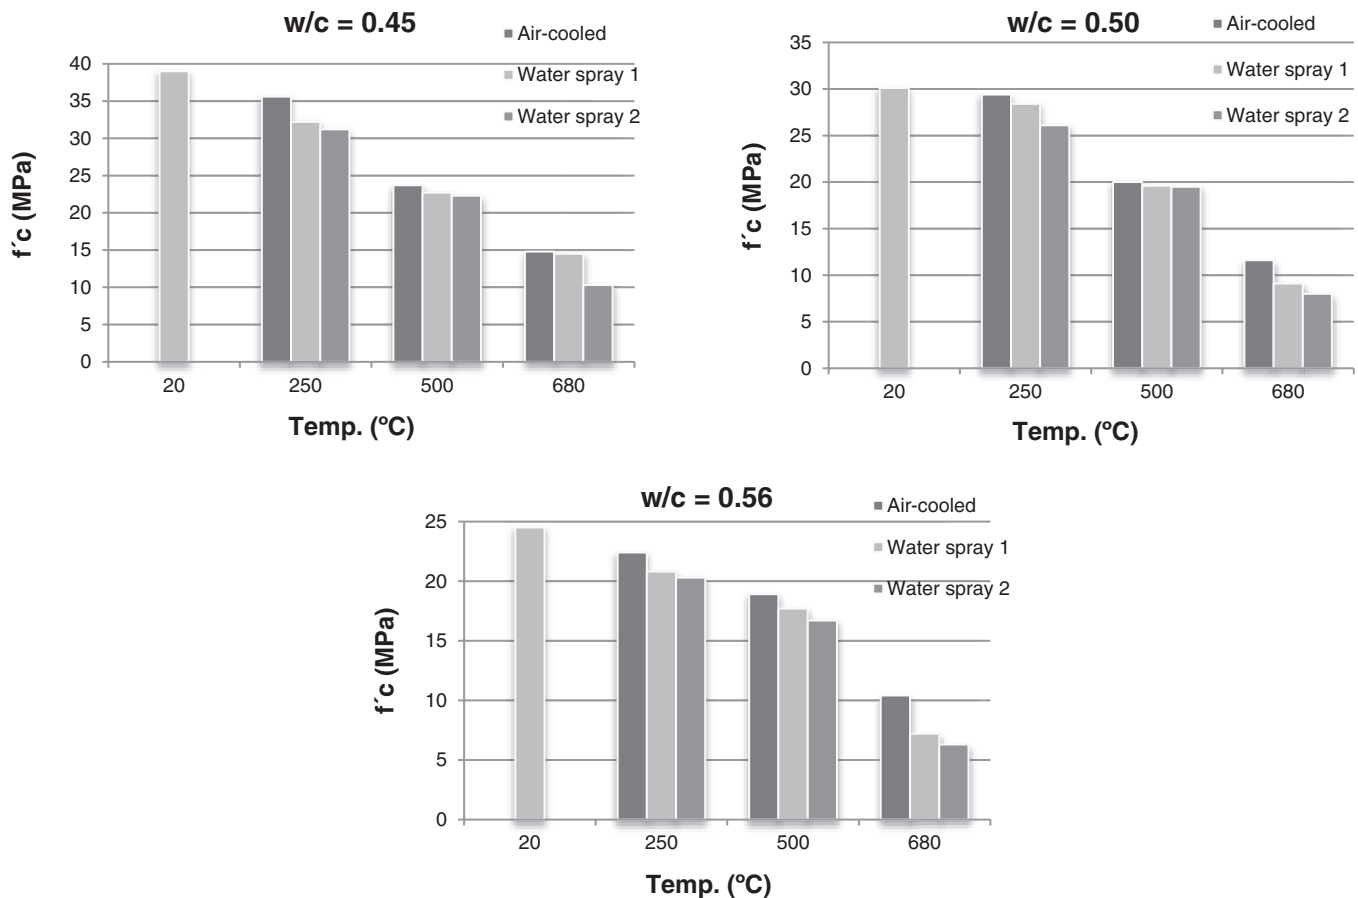 w/c = 0.45
Air-cooled
Water spray 1
Water spray 2
40
35
30
25
20
15
10
5
0
f´c (MPa)
20 250 500 680
Temp. (ºC)
w/c = 0.50
Air-cooled
Water spray 1
Water spray 2
35
30
25
20
15
10
5
0
f´c (MPa)
20 250 500 680
Temp. (ºC)
w/c = 0.56
Air-cooled
Water spray 1
Water spray 2
25
20
15
10
5
0
f´c (MPa)
20 250 500 680
Temp. (ºC)